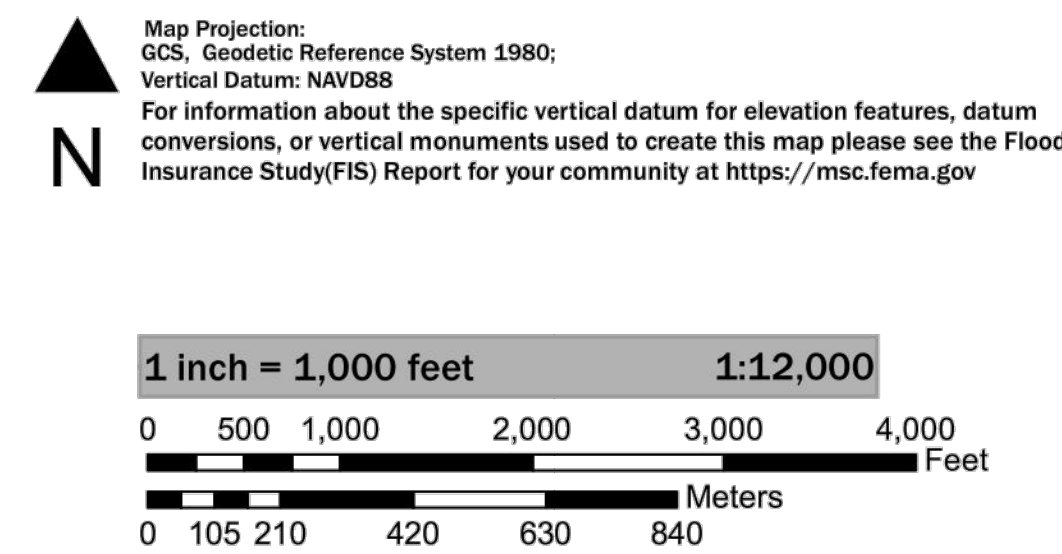 Map Projection:
GCS, Geodetic Reference System 1980;
Vertical Datum: NAVD88
For information about the specific vertical datum for elevation features, datum
conversions, or vertical monuments used to create this map please see the Flood
Insurance Study(FIS) Report for your community at https://msc.fema.gov
N
1 inch = 1,000 feet 1:12,000
0 500 1,000 2,000 3,000 4,000
Feet
Meters
0 105 210 420 630 840